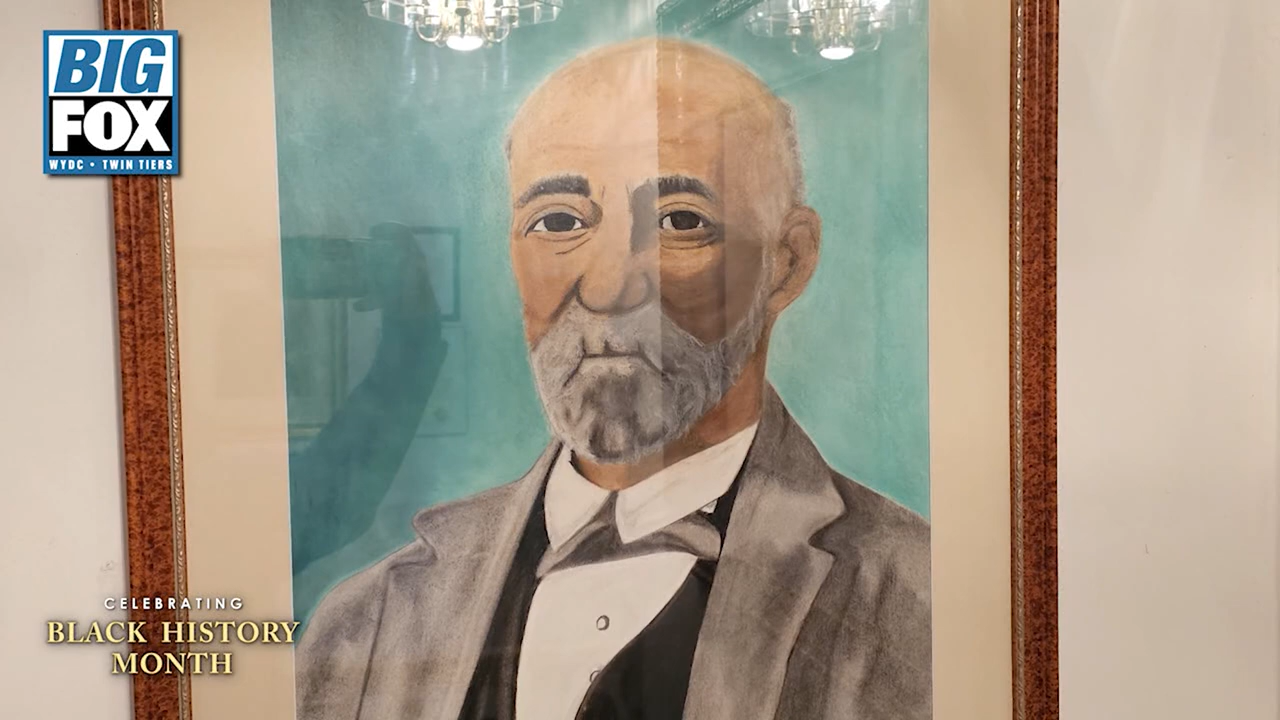 BIG
FOX
WYDC • TWIN TIERS
CELEBRATING
BLACK HISTORY
MONTH